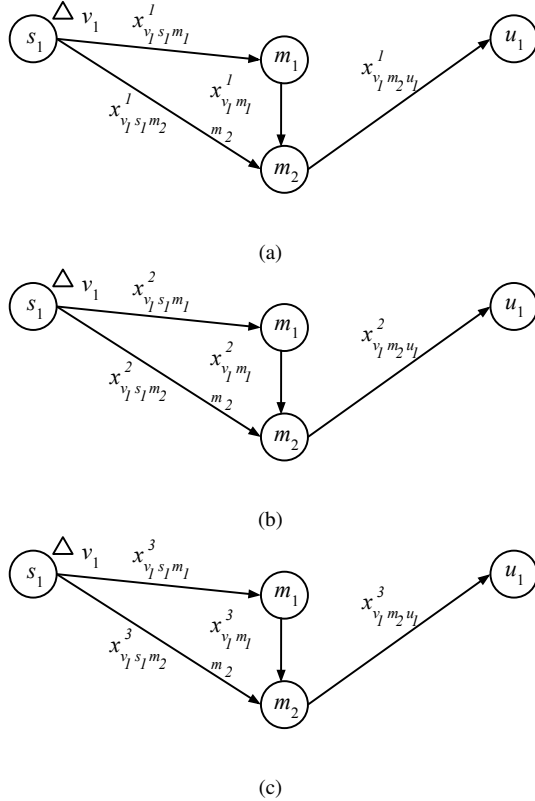 s₁
△ v₁
x¹ᵥ₁ₛ₁ₘ₁
m₁
u₁
x¹ᵥ₁ₛ₁ₘ₂
x¹ᵥ₁ₘ₁
m₂
x¹ᵥ₁ₘ₂ᵤ₁
m₂
(a)
s₁
△ v₁
x²ᵥ₁ₛ₁ₘ₁
m₁
u₁
x²ᵥ₁ₛ₁ₘ₂
x²ᵥ₁ₘ₁
m₂
x²ᵥ₁ₘ₂ᵤ₁
m₂
(b)
s₁
△ v₁
x³ᵥ₁ₛ₁ₘ₁
m₁
u₁
x³ᵥ₁ₛ₁ₘ₂
x³ᵥ₁ₘ₁
m₂
x³ᵥ₁ₘ₂ᵤ₁
m₂
(c)